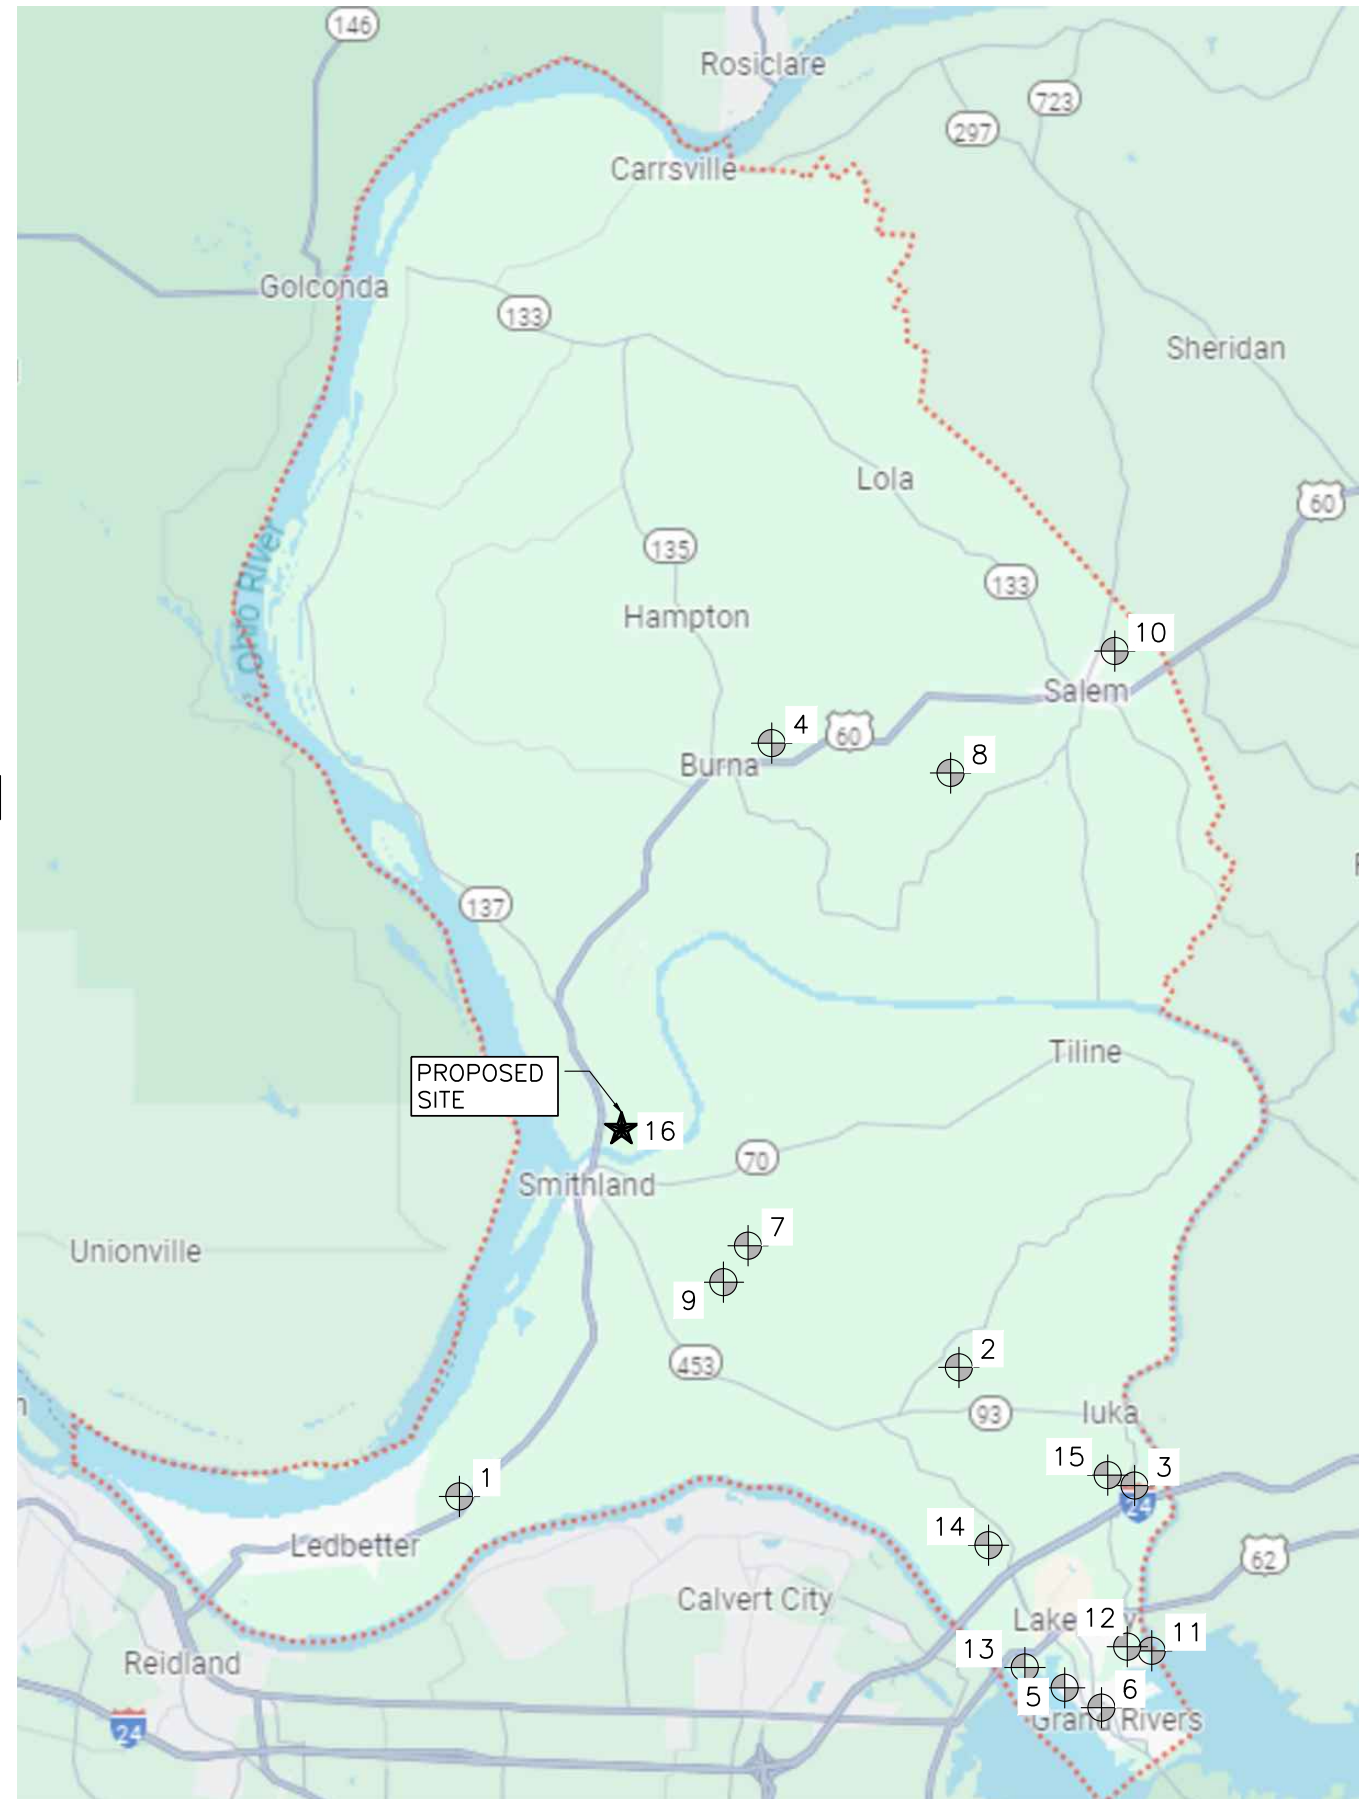 146
Rosiclare
723
297
Carrsville
Golconda
133
Sheridan
Lola
60
135
133
Ohio River
Hampton
10
Salem
4
60
8
Burna
137
Tiline
PROPOSED
SITE
16
70
Smithland
7
Unionville
9
2
453
93
Iuka
15
3
1
24
14
Ledbetter
62
Calvert City
Lake
12
11
13
Reidland
5
6
Grand Rivers
24